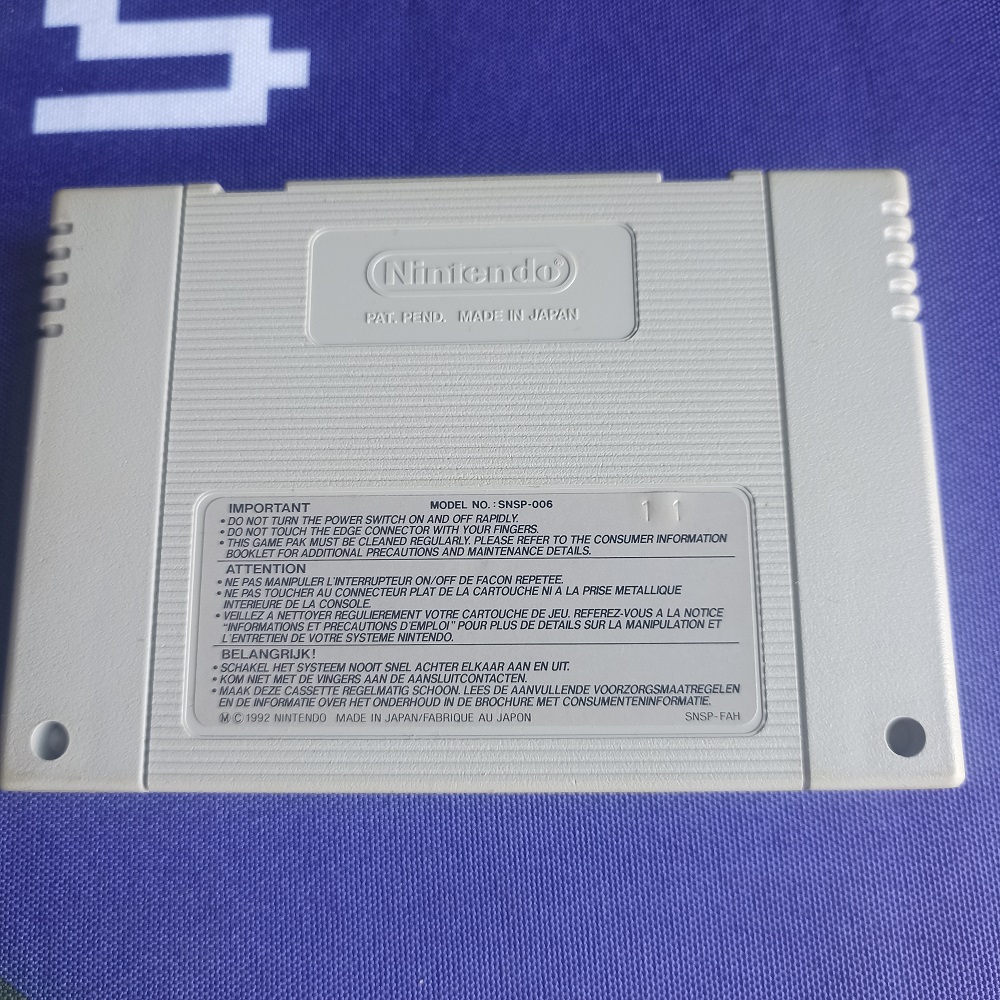 Nintendo®
PAT. PEND. MADE IN JAPAN
IMPORTANT MODEL NO. : SNSP-006 11
• DO NOT TURN THE POWER SWITCH ON AND OFF RAPIDLY.
• DO NOT TOUCH THE EDGE CONNECTOR WITH YOUR FINGERS.
• THIS GAME PAK MUST BE CLEANED REGULARLY. PLEASE REFER TO THE CONSUMER INFORMATION
BOOKLET FOR ADDITIONAL PRECAUTIONS AND MAINTENANCE DETAILS.
ATTENTION
• NE PAS MANIPULER L'INTERRUPTEUR ON/OFF DE FACON REPETEE.
• NE PAS TOUCHER AU CONNECTEUR PLAT DE LA CARTOUCHE NI A LA PRISE METALLIQUE
INTERIEURE DE LA CONSOLE.
• VEILLEZ A NETTOYER REGULIEREMENT VOTRE CARTOUCHE DE JEU. REFEREZ-VOUS A LA NOTICE
"INFORMATIONS ET PRECAUTIONS D'EMPLOI" POUR PLUS DE DETAILS SUR LA MANIPULATION ET
L'ENTRETIEN DE VOTRE SYSTEME NINTENDO.
BELANGRIJK!
• SCHAKEL HET SYSTEEM NOOIT SNEL ACHTER ELKAAR AAN EN UIT.
• KOM NIET MET DE VINGERS AAN DE AANSLUITCONTACTEN.
• MAAK DEZE CASSETTE REGELMATIG SCHOON. LEES DE AANVULLENDE VOORZORGSMAATREGELEN
EN DE INFORMATIE OVER HET ONDERHOUD IN DE BROCHURE MET CONSUMENTENINFORMATIE.
Ⓜ © 1992 NINTENDO MADE IN JAPAN/FABRIQUE AU JAPON SNSP-FAH